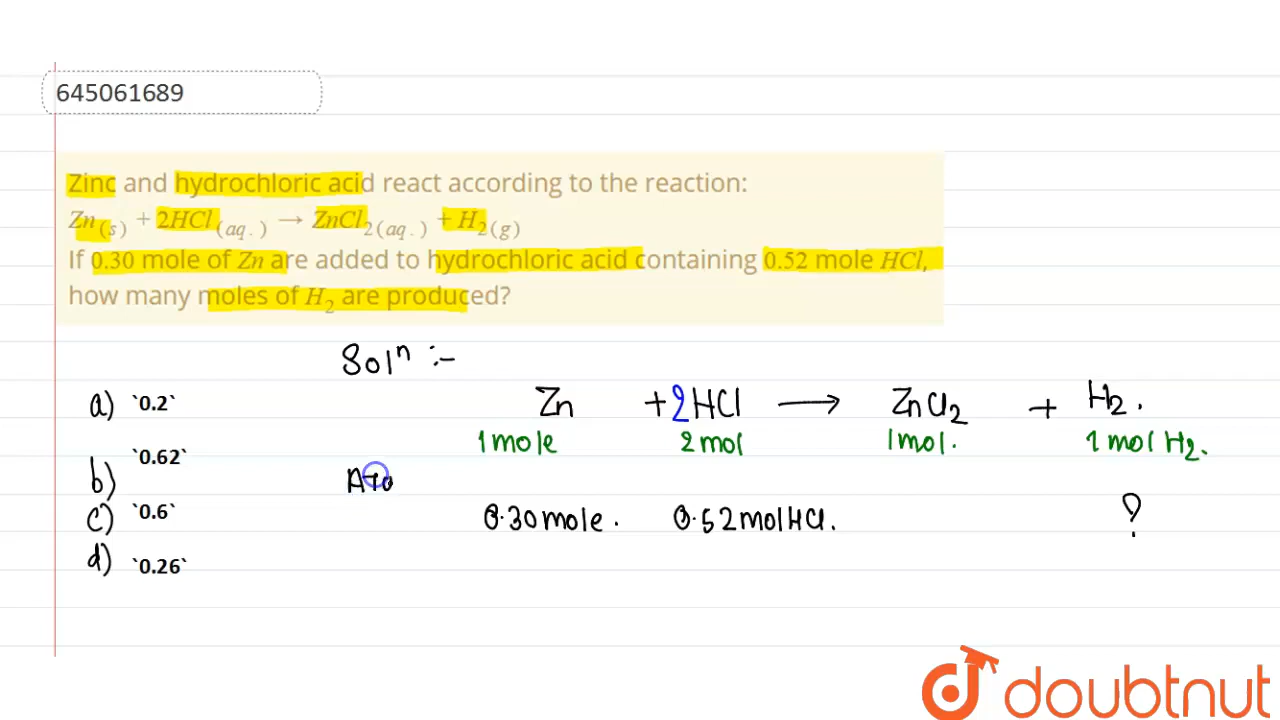 645061689
Zinc and hydrochloric acid react according to the reaction:
Zn(s) + 2HCl(aq.) → ZnCl2(aq.) + H2(g)
If 0.30 mole of Zn are added to hydrochloric acid containing 0.52 mole HCl,
how many moles of H2 are produced?
Solⁿ :-
a) `0.2`
Zn + 2HCl → ZnCl2 + H2.
1mole 2mol 1mol. 1mol H2.
b) `0.62`
ATQ
c) `0.6`
0.30mole. 0.52molHCl. ?
d) `0.26`
doubtnut